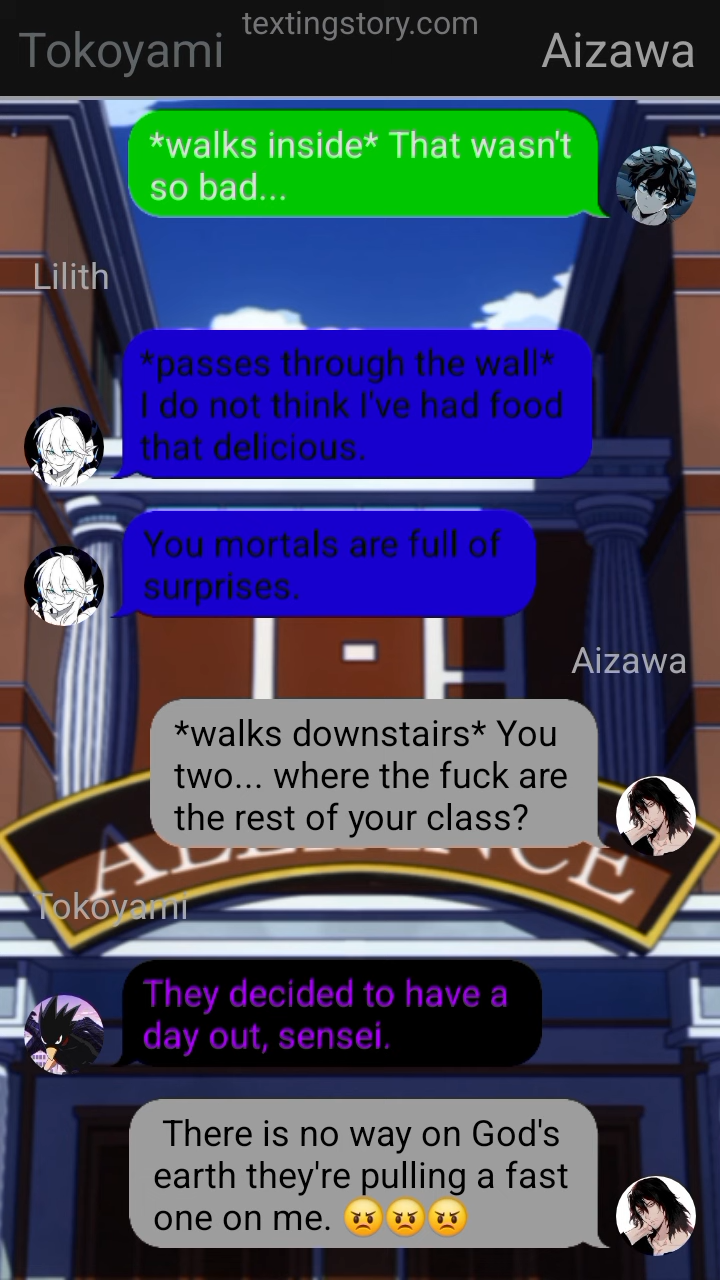 textingstory.com
Tokoyami
Aizawa
*walks inside* That wasn't
so bad...
Lilith
*passes through the wall*
I do not think I've had food
that delicious.
You mortals are full of
surprises.
Aizawa
*walks downstairs* You
two... where the fuck are
the rest of your class?
Tokoyami
They decided to have a
day out, sensei.
There is no way on God's
earth they're pulling a fast
one on me. 😠😠😠